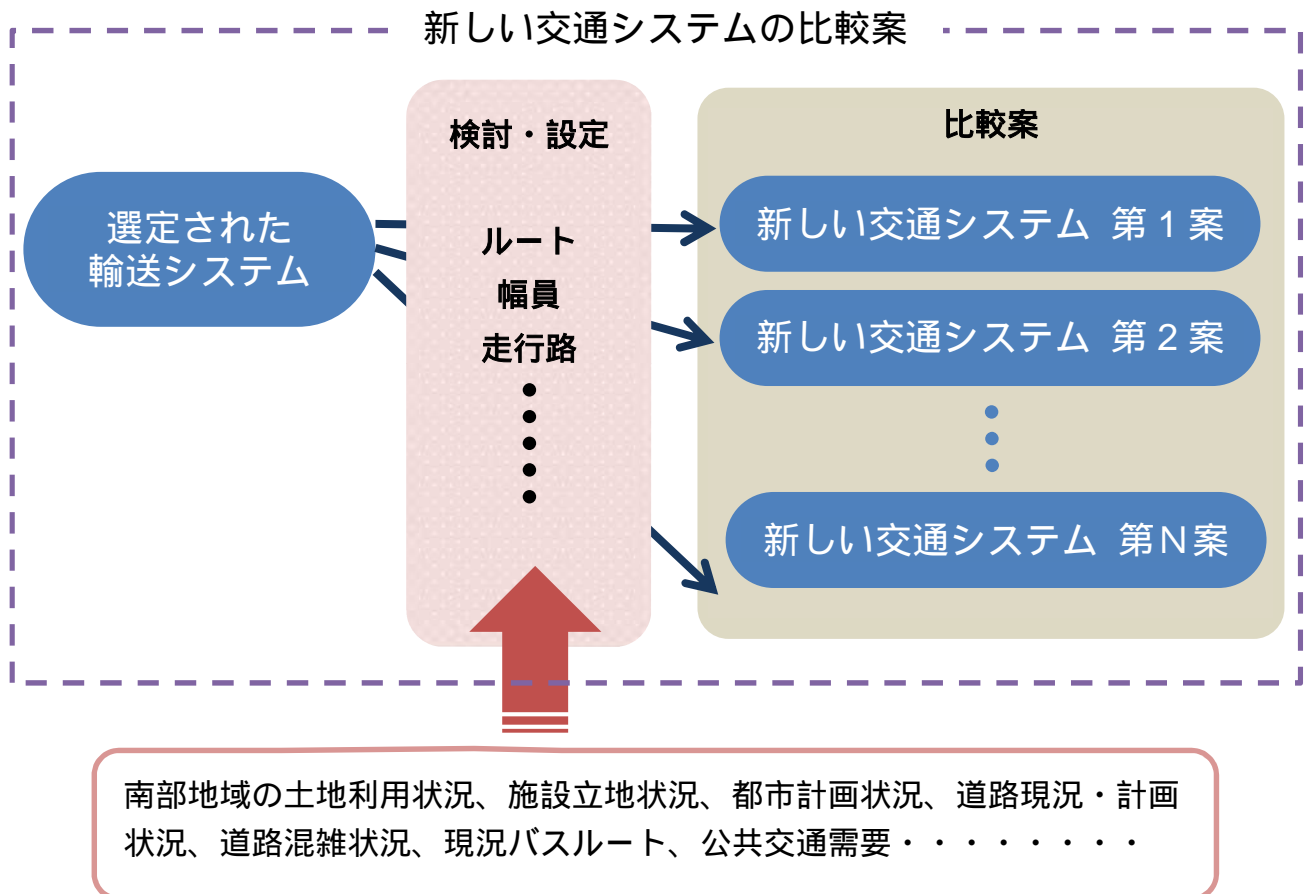 新しい交通システムの比較案
選定された
輸送システム
検討・設定
ルート
幅員
走行路
比較案
新しい交通システム 第1案
新しい交通システム 第2案
新しい交通システム 第N案
南部地域の土地利用状況、施設立地状況、都市計画状況、道路現況・計画
状況、道路混雑状況、現況バスルート、公共交通需要・・・・・・・・